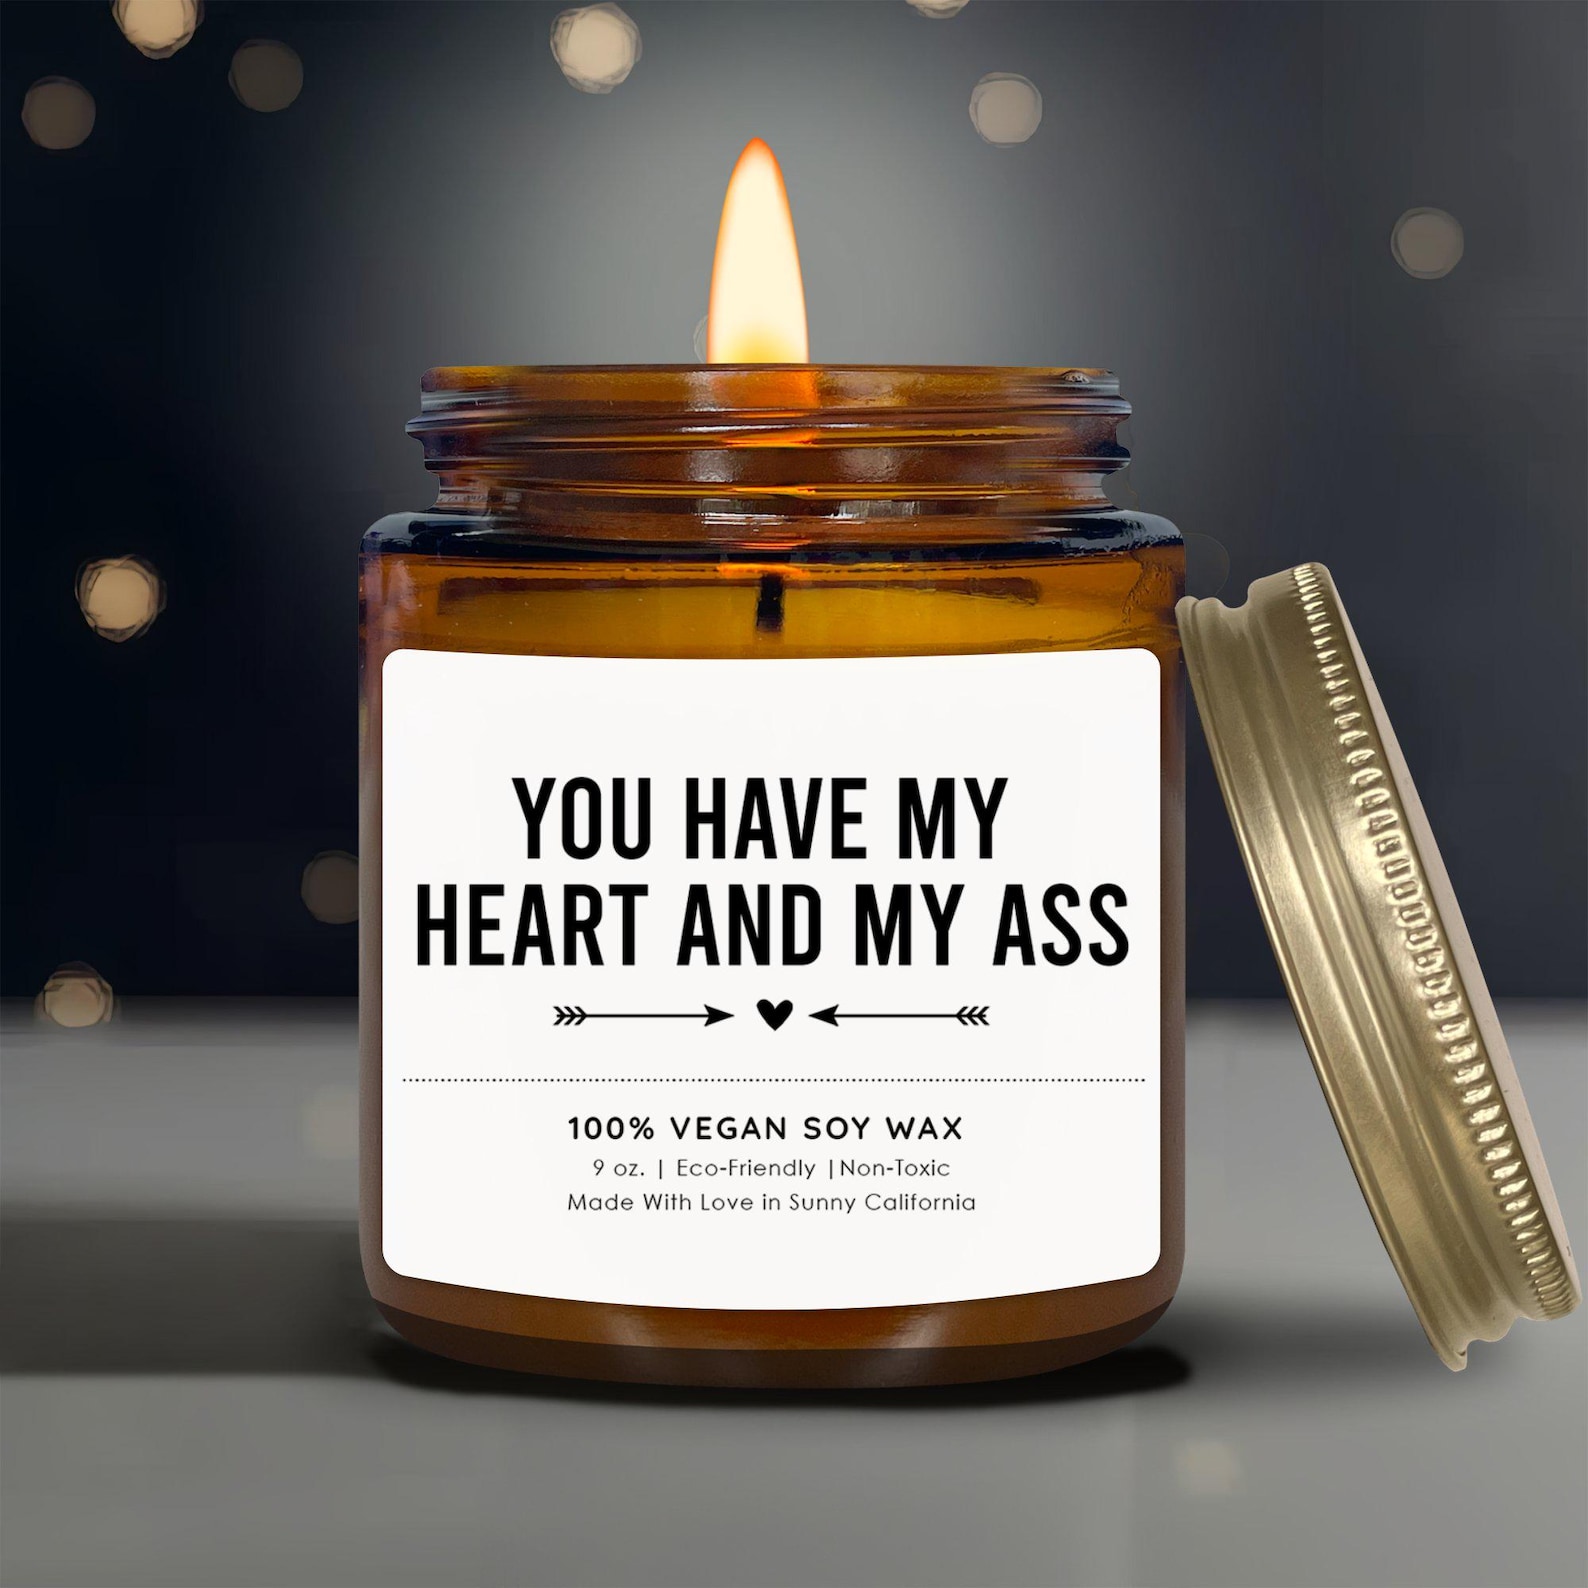 YOU HAVE MY
HEART AND MY ASS
100% VEGAN SOY WAX
9 oz. | Eco-Friendly |Non-Toxic
Made With Love in Sunny California